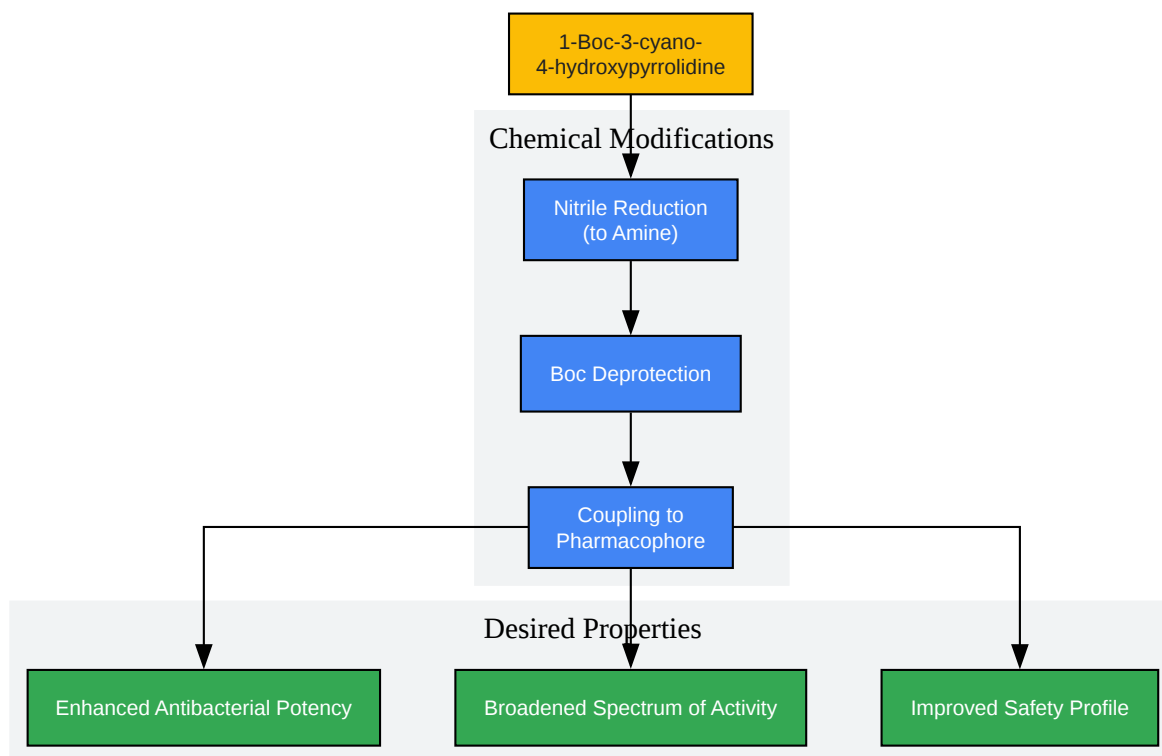 1-Boc-3-cyano-
4-hydroxypyrrolidine
Chemical Modifications
Nitrile Reduction
(to Amine)
Boc Deprotection
Coupling to
Pharmacophore
Desired Properties
Enhanced Antibacterial Potency
Broadened Spectrum of Activity
Improved Safety Profile